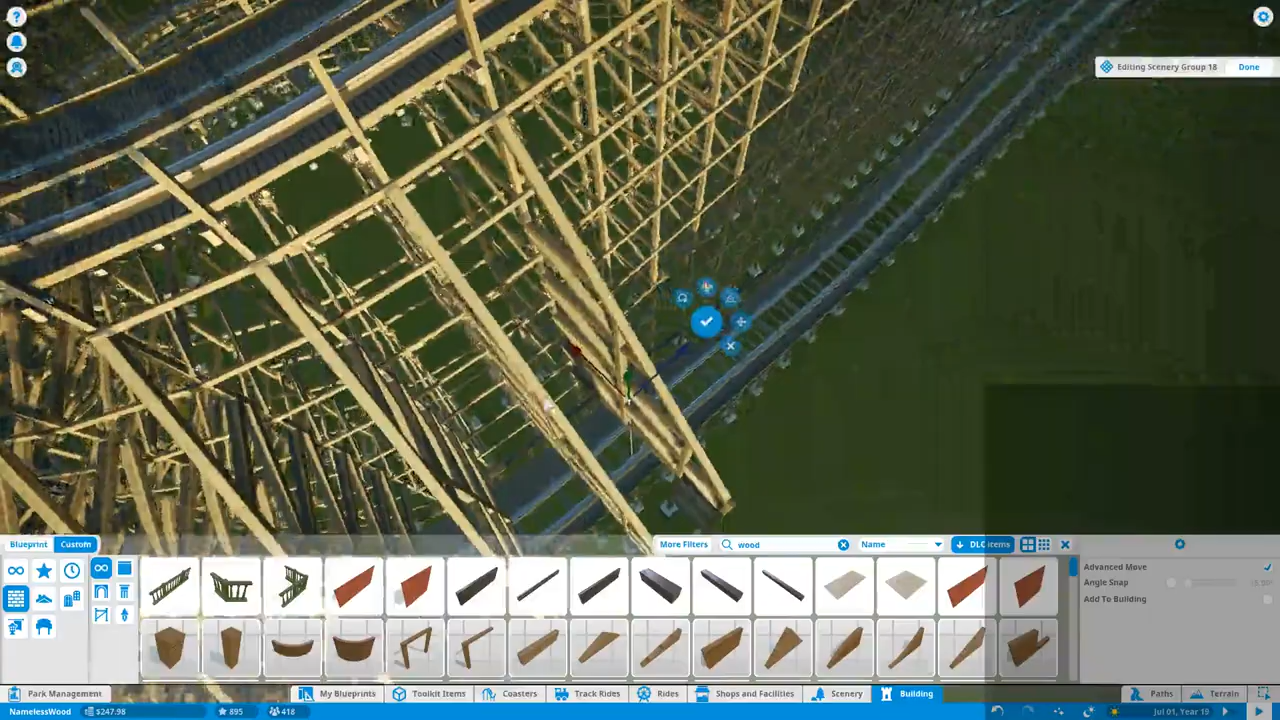 Editing Scenery Group 18 Done
Blueprint Custom More Filters wood Name DLC items
Advanced Move
Angle Snap
Add To Building
Park Management My Blueprints Toolkit Items Coasters Track Rides Rides Shops and Facilities Scenery Building Paths Terrain
NamelessWood $247.98 895 418 Jul 01, Year 19